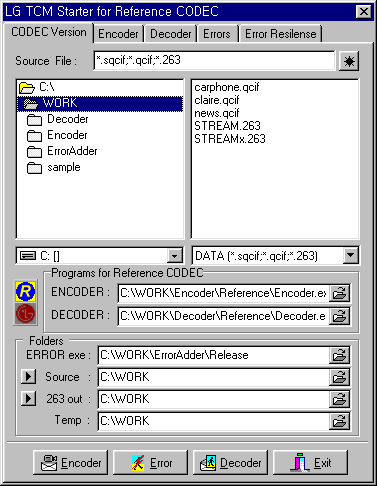 LG TCM Starter for Reference CODEC
CODEC Version Encoder Decoder Errors Error Resilense
Source File : *.sqcif;*.qcif;*.263
C:\
WORK
Decoder
Encoder
ErrorAdder
sample
carphone.qcif
claire.qcif
news.qcif
STREAM.263
STREAMx.263
C: []
DATA (*.sqcif;*.qcif;*.263)
Programs for Reference CODEC
R ENCODER : C:\WORK\Encoder\Reference\Encoder.ex
DECODER : C:\WORK\Decoder\Reference\Decoder.e
Folders
ERROR exe : C:\WORK\ErrorAdder\Release
Source : C:\WORK
263 out : C:\WORK
Temp : C:\WORK
Encoder Error Decoder Exit